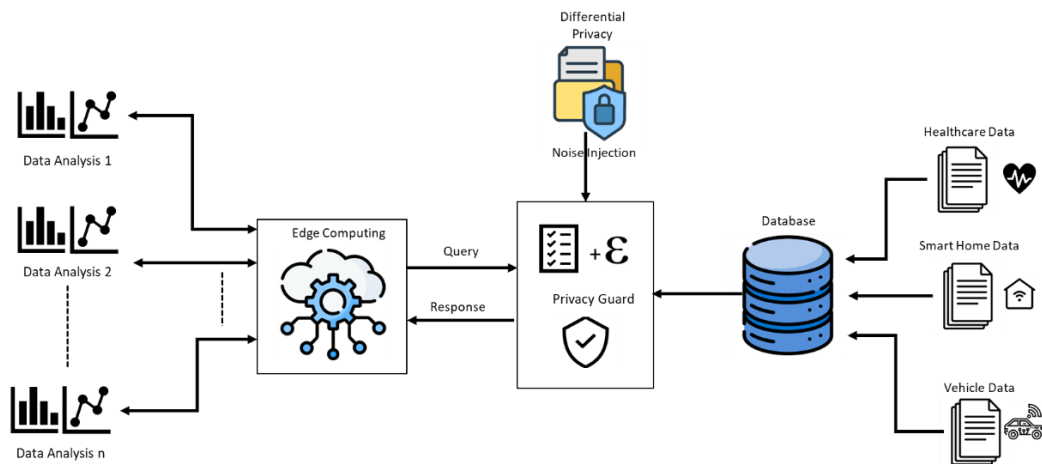 Differential
Privacy
Noise Injection
Data Analysis 1
Data Analysis 2
Data Analysis n
Edge Computing
Query
Response
+ε
Privacy Guard
Database
Healthcare Data
Smart Home Data
Vehicle Data